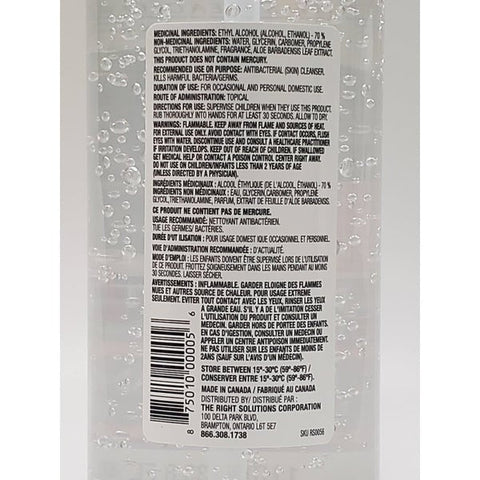 MEDICINAL INGREDIENTS: ETHYL ALCOHOL (ALCOHOL, ETHANOL) - 70 %
NON-MEDICINAL INGREDIENTS: WATER, GLYCERIN, CARBOMER, PROPYLENE
GLYCOL, TRIETHANOLAMINE, FRAGRANCE, ALOE BARBADENSIS LEAF EXTRACT
THIS PRODUCT DOES NOT CONTAIN MERCURY.
RECOMMENDED USE OR PURPOSE: ANTIBACTERIAL (SKIN) CLEANSER,
KILLS HARMFUL BACTERIA/GERMS.
DURATION OF USE: FOR OCCASIONAL AND PERSONAL DOMESTIC USE.
ROUTE OF ADMINISTRATION: TOPICAL
DIRECTIONS FOR USE: SUPERVISE CHILDREN WHEN THEY USE THIS PRODUCT,
RUB THOROUGHLY INTO HANDS FOR AT LEAST 30 SECONDS, ALLOW TO DRY.
WARNINGS: FLAMMABLE. KEEP AWAY FROM FLAME AND SOURCES OF HEAT.
FOR EXTERNAL USE ONLY. AVOID CONTACT WITH EYES. IF CONTACT OCCURS, FLUSH
EYES WITH WATER. DISCONTINUE USE AND CONSULT A HEALTHCARE PRACTITIONER
IF IRRITATION DEVELOPS. KEEP OUT OF REACH OF CHILDREN. IF SWALLOWED
GET MEDICAL HELP OR CONTACT A POISON CONTROL CENTER RIGHT AWAY.
DO NOT USE ON CHILDREN/INFANTS LESS THAN 2 YEARS OF AGE
(UNLESS DIRECTED BY A PHYSICIAN).
INGRÉDIENTS MÉDICINAUX : ALCOOL ÉTHYLIQUE (DE L'ALCOOL, ETHANOL) - 70 %
INGRÉDIENTS NON MÉDICINAUX : EAU, GLYCERIN, CARBOMER, PROPYLENE
GLYCOL, TRIETHANOLAMINE, PARFUM, EXTRAIT DE FEUILLE D'ALOE BARBADENSIS.
CE PRODUIT NE CONTIENT PAS DE MERCURE.
USAGE RECOMMANDÉ: NETTOYANT ANTIBACTÉRIEN.
TUE LES GERMES/ BACTÉRIES.
DURÉE D'UTILISATION : POUR USAGE DOMESTIQUE OCCASIONNEL ET PERSONNEL.
VOIE D'ADMINISTRATION RECOMMANDÉE : D'ACTUALITÉ.
MODE D'EMPLOI : LES ENFANTS DOIVENT ÊTRE SUPERVISÉ LORS DE L'UTILISATION DE
CE PRODUIT, FROTTEZ SOIGNEUSEMENT DANS LES MAINS PENDANT AU MOINS 30
SECONDES, LAISSER SÉCHER.
AVERTISSEMENTS : INFLAMMABLE. GARDER ELOIGNE DES FLAMMES
NUES ET AUTRES SOURCE DE CHALEUR. POUR USAGE EXTREME
SEULEMENT. EVITER TOUT CONTACT AVEC LES YEUX, RINSER LES YEUX
A GRANDE EAU. S'IL Y A DE L'IMITATION CESSER
L'UTILISATION DU PRODUIT ET CONSULTER UN
MEDECIN. GARDER HORS DE PORTEE DES ENFANTS.
EN CAS D'INGESTION, CONSULTER UN MEDECIN OU
APPELER UN CENTRE ANTIPOISON IMMEDIATEMENT.
NE PAS UTILISER SUR LES ENFANTS DE MOINS DE
2ANS (SAUF SUR L'AVIS D'UN MÉDECIN).
STORE BETWEEN 15º-30ºC (59º-86ºF) /
CONSERVER ENTRE 15º-30ºC (59º-86ºF)
MADE IN CANADA / FABRIQUÉ AU CANADA
DISTRIBUTED BY/ DISTRIBUÉ PAR:
THE RIGHT SOLUTIONS CORPORATION
100 DELTA PARK BLVD,
BRAMPTON, ONTARIO L6T 5E7
866.308.1738
SKU RS0056
8 75010 00005 6